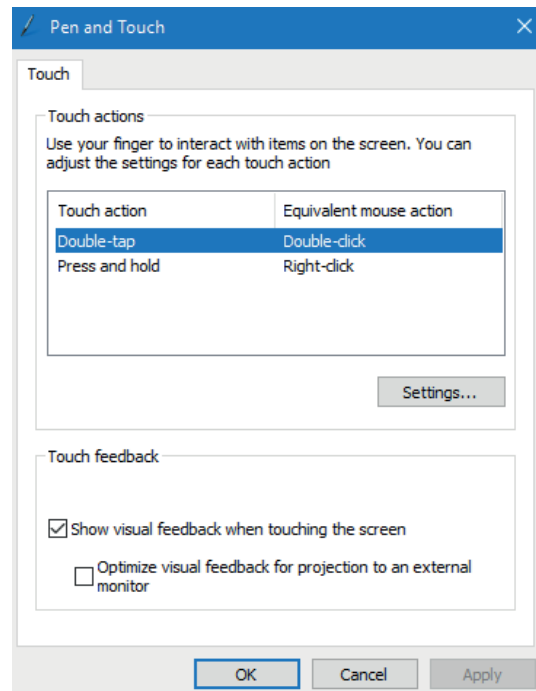 Pen and Touch
Touch
Touch actions
Use your finger to interact with items on the screen. You can
adjust the settings for each touch action
Touch action Equivalent mouse action
Double-tap Double-click
Press and hold Right-click
Settings...
Touch feedback
Show visual feedback when touching the screen
Optimize visual feedback for projection to an external
monitor
OK Cancel Apply